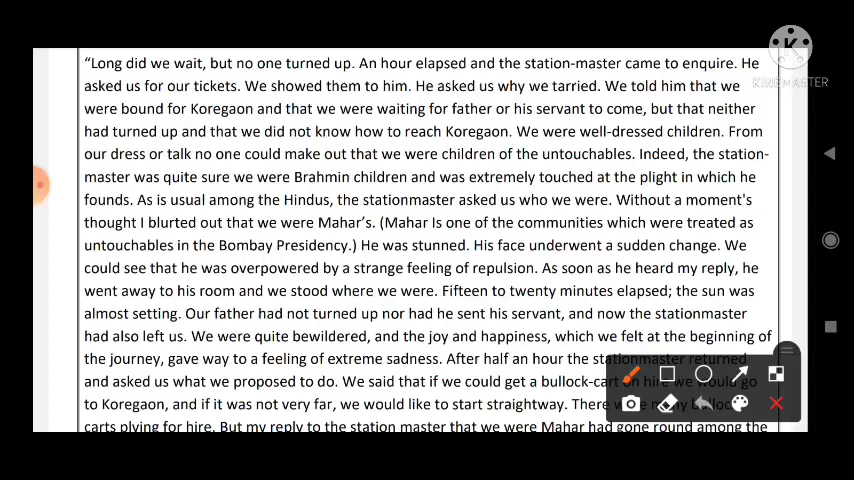 “Long did we wait, but no one turned up. An hour elapsed and the station-master came to enquire. He
asked us for our tickets. We showed them to him. He asked us why we tarried. We told him that we
were bound for Koregaon and that we were waiting for father or his servant to come, but that neither
had turned up and that we did not know how to reach Koregaon. We were well-dressed children. From
our dress or talk no one could make out that we were children of the untouchables. Indeed, the station-
master was quite sure we were Brahmin children and was extremely touched at the plight in which he
founds. As is usual among the Hindus, the stationmaster asked us who we were. Without a moment's
thought I blurted out that we were Mahar’s. (Mahar Is one of the communities which were treated as
untouchables in the Bombay Presidency.) He was stunned. His face underwent a sudden change. We
could see that he was overpowered by a strange feeling of repulsion. As soon as he heard my reply, he
went away to his room and we stood where we were. Fifteen to twenty minutes elapsed; the sun was
almost setting. Our father had not turned up nor had he sent his servant, and now the stationmaster
had also left us. We were quite bewildered, and the joy and happiness, which we felt at the beginning of
the journey, gave way to a feeling of extreme sadness. After half an hour the stationmaster returned
and asked us what we proposed to do. We said that if we could get a bullock-cart on hire we would go
to Koregaon, and if it was not very far, we would like to start straightway. There were many bullock
carts plying for hire. But my reply to the station master that we were Mahar had gone round among the
KINEMASTER